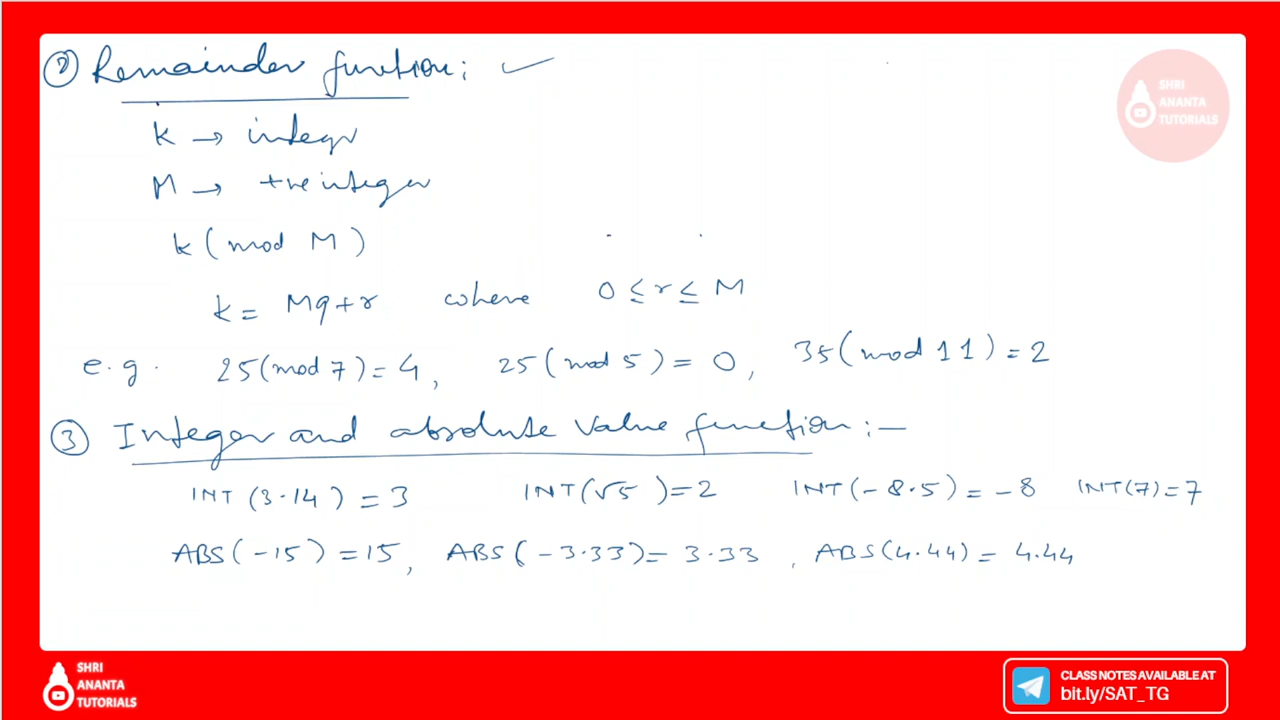 ② Remainder function:
k → integr
M → +ve integer
k (mod M)
k = Mq+r where 0 ≤ r ≤ M
e.g. 25(mod 7)=4, 25(mod 5)=0, 35(mod 11)=2
③ Integer and absolute value function:—
INT(3.14)=3 INT(√5)=2 INT(-8.5)=-8 INT(7)=7
ABS(-15)=15, ABS(-3.33)=3.33, ABS(4.44)=4.44
SHRI
ANANTA
TUTORIALS
SHRI
ANANTA
TUTORIALS
CLASS NOTES AVAILABLE AT
bit.ly/SAT_TG